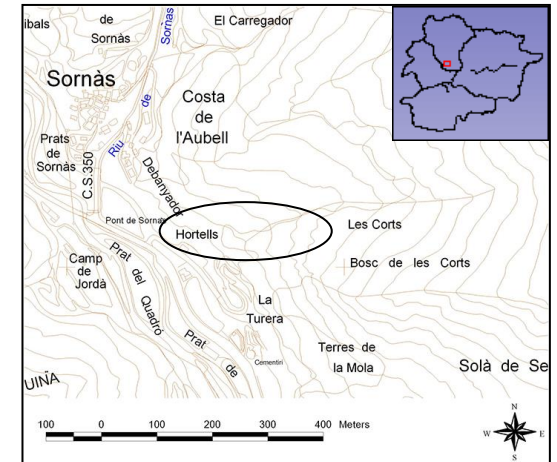 ibals
de
Sornàs
Sornàs
El Carregador
Sornàs
Costa
de
l'Aubell
de
Riu
Prats
de
Sornàs
C.S.350
Debanyador
Pont de Sornàs
Hortells
Les Corts
Camp
de
Jordà
Prat
del
Quadró
Bosc de les Corts
La
Turera
Prat
de
Cementiri
Terres de
la Mola
Solà de Se
UIÑA
100 0 100 200 300 400 Meters
N
W E
S